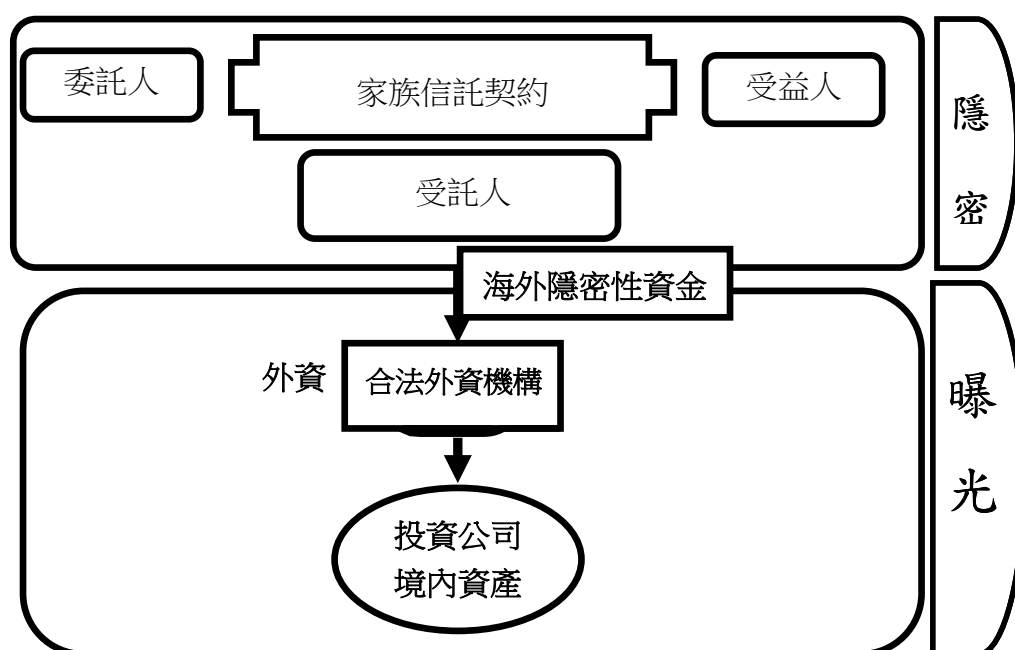 委託人
家族信託契約
受益人
受託人
隱
密
海外隱密性資金
外資
合法外資機構
投資公司
境內資產
曝
光